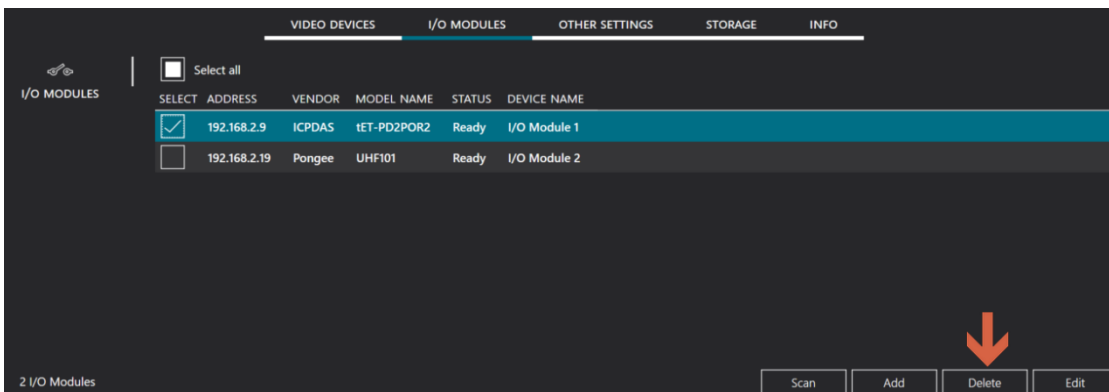 VIDEO DEVICES I/O MODULES OTHER SETTINGS STORAGE INFO
I/O MODULES
Select all
SELECT ADDRESS VENDOR MODEL NAME STATUS DEVICE NAME
192.168.2.9 ICPDAS tET-PD2POR2 Ready I/O Module 1
192.168.2.19 Pongee UHF101 Ready I/O Module 2
2 I/O Modules Scan Add Delete Edit